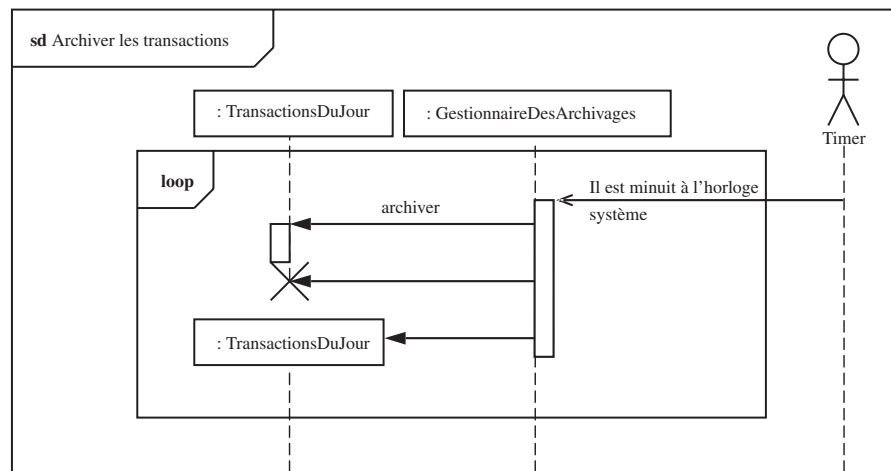 sd Archiver les transactions
: TransactionsDuJour
: GestionnaireDesArchivages
Timer
loop
Il est minuit à l’horloge
système
archiver
: TransactionsDuJour